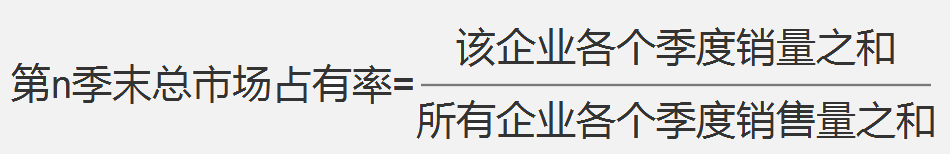 该企业各个季度销量之和
第n季末总市场占有率=
所有企业各个季度销售量之和